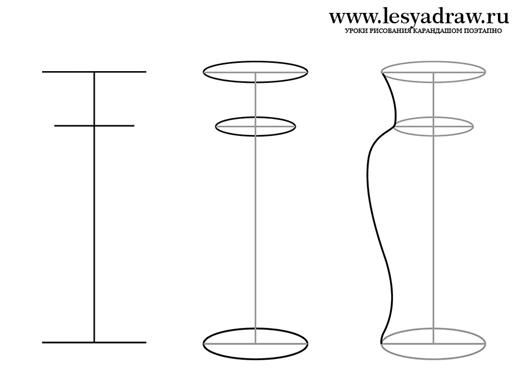 www.lesyadraw.ru
УРОКИ РИСОВАНИЯ КАРАНДАШОМ ПОЭТАПНО